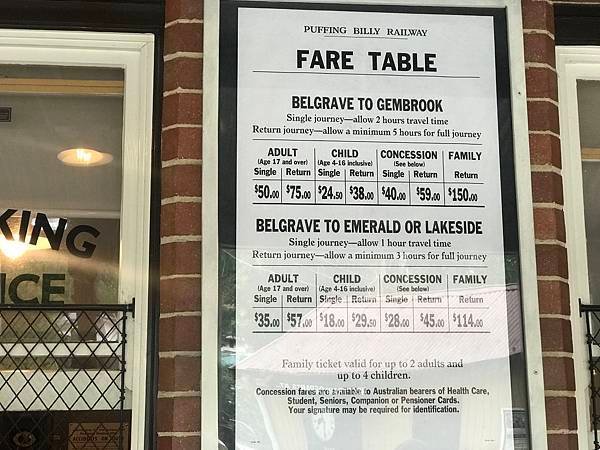 PUFFING BILLY RAILWAY
FARE TABLE
BELGRAVE TO GEMBROOK
Single journey—allow 2 hours travel time
Return journey—allow a minimum 5 hours for full journey
ADULT CHILD CONCESSION FAMILY
(Age 17 and over) (Age 4-16 inclusive) (See below)
Single Return Single Return Single Return Return
$50.00 $75.00 $24.50 $38.00 $40.00 $59.00 $150.00
BELGRAVE TO EMERALD OR LAKESIDE
Single journey—allow 1 hour travel time
Return journey—allow a minimum 3 hours for full journey
ADULT CHILD CONCESSION FAMILY
(Age 17 and over) (Age 4-16 inclusive) (See below)
Single Return Single Return Single Return Return
$35.00 $57.00 $18.00 $29.50 $28.00 $45.00 $114.00
Family ticket valid for up to 2 adults and
up to 4 children.
Concession fares are available to Australian bearers of Health Care,
Student, Seniors, Companion or Pensioner Cards.
Your signature may be required for identification.
KING
ICE